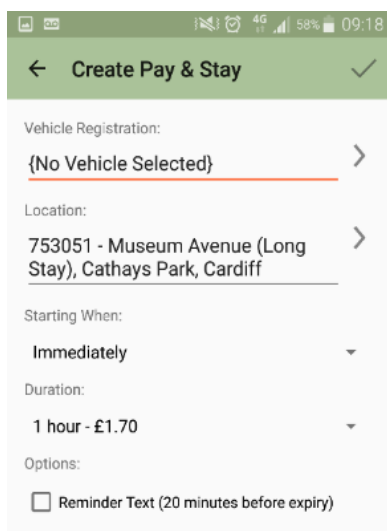 4G 58% 09:18
Create Pay & Stay
Vehicle Registration:
{No Vehicle Selected}
Location:
753051 - Museum Avenue (Long
Stay), Cathays Park, Cardiff
Starting When:
Immediately
Duration:
1 hour - £1.70
Options:
Reminder Text (20 minutes before expiry)